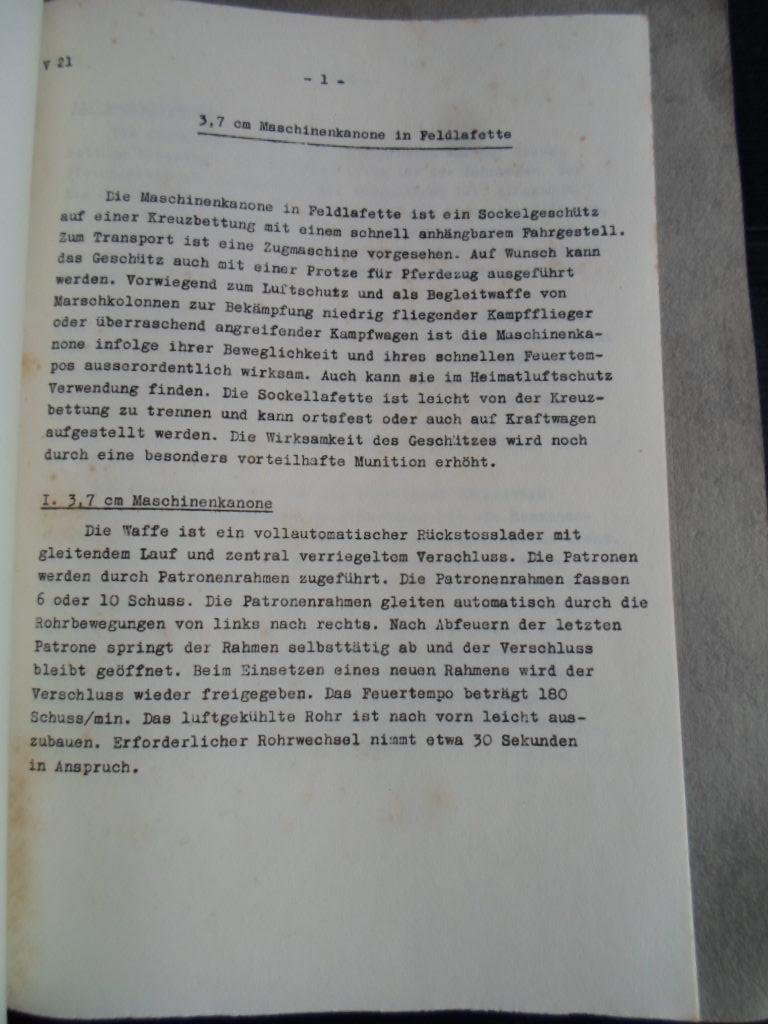 V 21
- 1 -
3,7 cm Maschinenkanone in Feldlafette
Die Maschinenkanone in Feldlafette ist ein Sockelgeschütz
auf einer Kreuzbettung mit einem schnell anhängbarem Fahrgestell.
Zum Transport ist eine Zugmaschine vorgesehen. Auf Wunsch kann
das Geschütz auch mit einer Protze für Pferdezug ausgeführt
werden. Vorwiegend zum Luftschutz und als Begleitwaffe von
Marschkolonnen zur Bekämpfung niedrig fliegender Kampfflieger
oder überraschend angreifender Kampfwagen ist die Maschinenka-
none infolge ihrer Beweglichkeit und ihres schnellen Feuertem-
pos ausserordentlich wirksam. Auch kann sie im Heimatluftschutz
Verwendung finden. Die Sockellafette ist leicht von der Kreuz-
bettung zu trennen und kann ortsfest oder auch auf Kraftwagen
aufgestellt werden. Die Wirksamkeit des Geschützes wird noch
durch eine besonders vorteilhafte Munition erhöht.
I. 3,7 cm Maschinenkanone
Die Waffe ist ein vollautomatischer Rückstosslader mit
gleitendem Lauf und zentral verriegeltem Verschluss. Die Patronen
werden durch Patronenrahmen zugeführt. Die Patronenrahmen fassen
6 oder 10 Schuss. Die Patronenrahmen gleiten automatisch durch die
Rohrbewegungen von links nach rechts. Nach Abfeuern der letzten
Patrone springt der Rahmen selbsttätig ab und der Verschluss
bleibt geöffnet. Beim Einsetzen eines neuen Rahmens wird der
Verschluss wieder freigegeben. Das Feuertempo beträgt 180
Schuss/min. Das luftgekühlte Rohr ist nach vorn leicht aus-
zubauen. Erforderlicher Rohrwechsel nimmt etwa 30 Sekunden
in Anspruch.